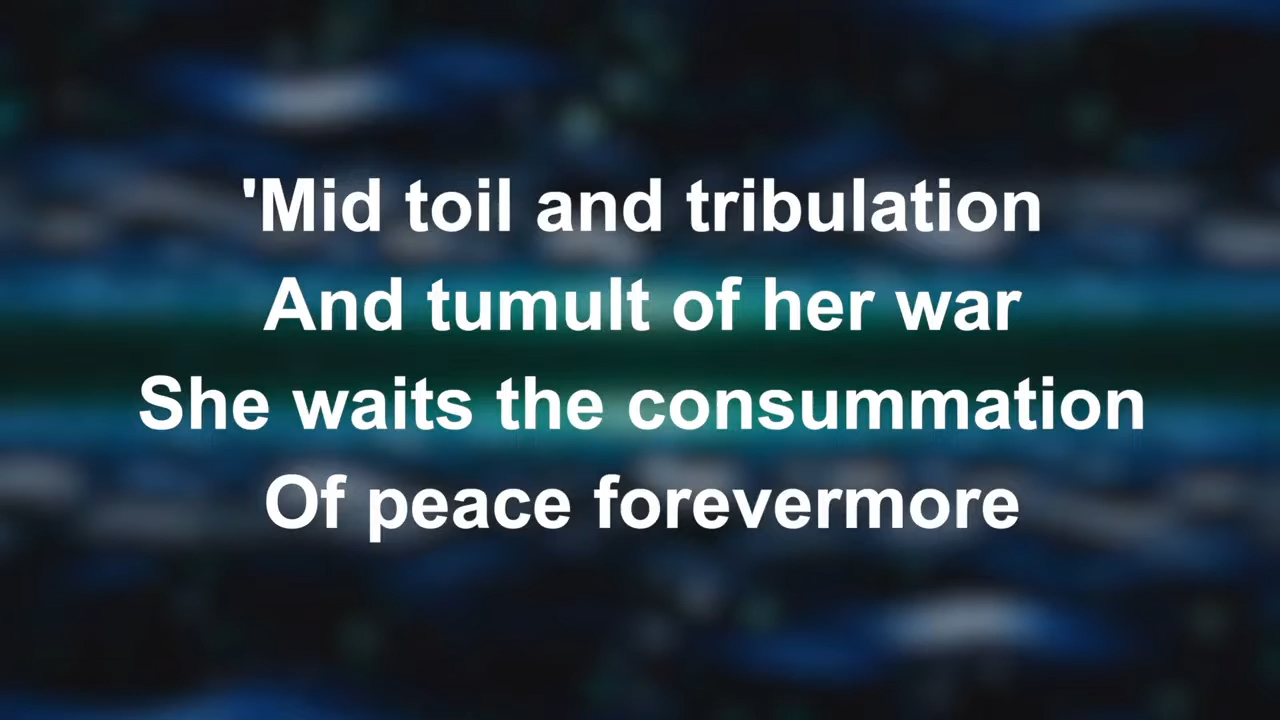 'Mid toil and tribulation
And tumult of her war
She waits the consummation
Of peace forevermore